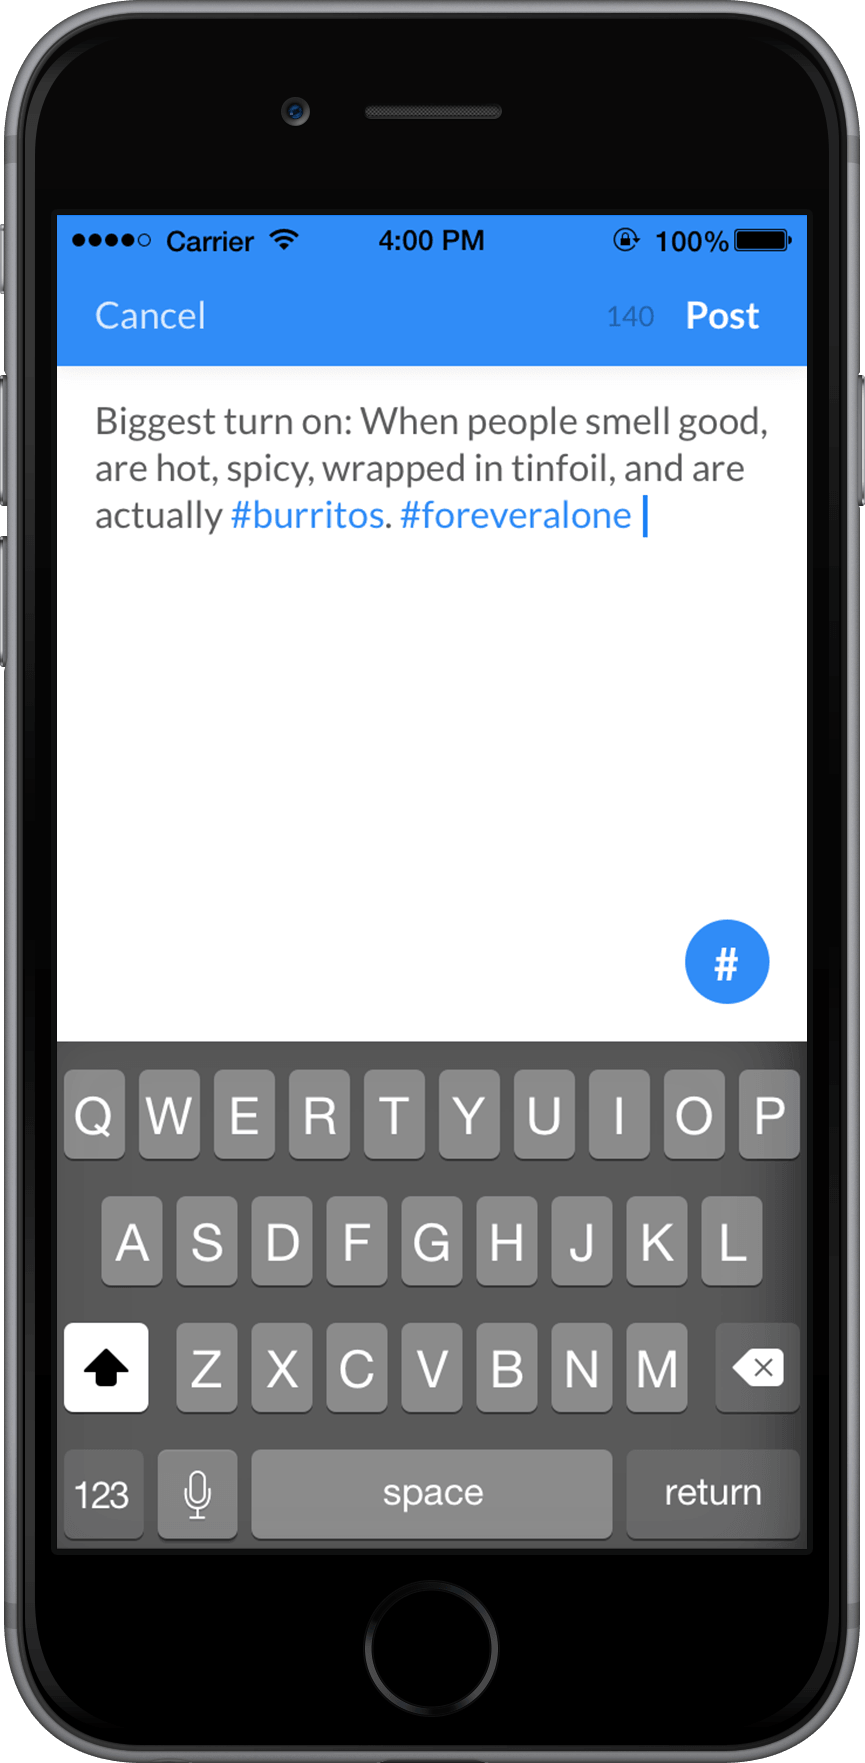 Carrier 4:00 PM 100%
Cancel 140 Post
Biggest turn on: When people smell good,
are hot, spicy, wrapped in tinfoil, and are
actually #burritos. #foreveralone
#
Q W E R T Y U I O P
A S D F G H J K L
Z X C V B N M
123 space return